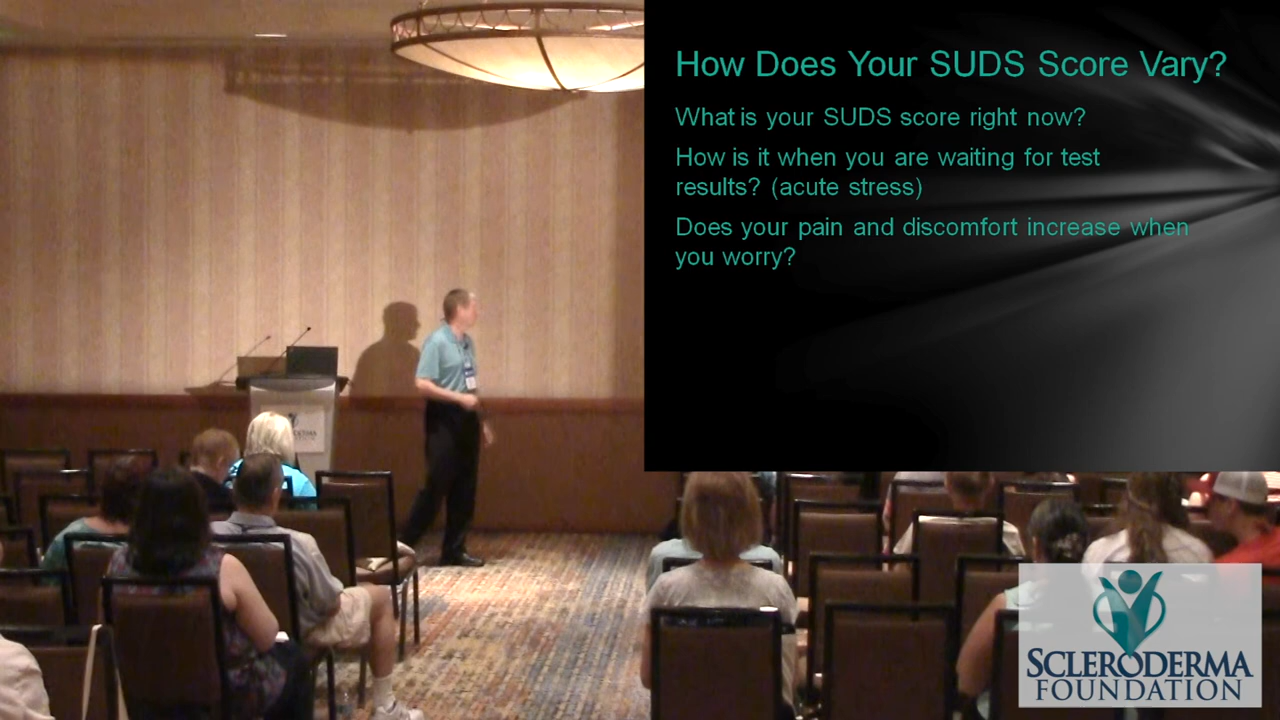 How Does Your SUDS Score Vary?
What is your SUDS score right now?
How is it when you are waiting for test
results? (acute stress)
Does your pain and discomfort increase when
you worry?
SCLERODERMA
FOUNDATION